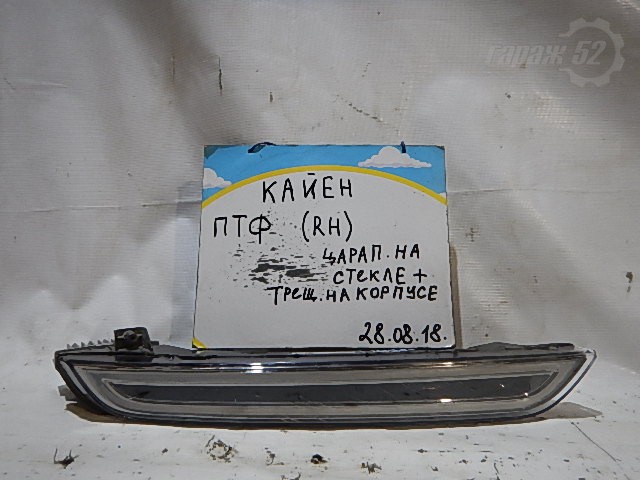 гараж 52
КАЙЕН
ПТФ (RH)
ЦАРАП. НА
СТЕКЛЕ +
ТРЕЩ. НА КОРПУСЕ
28.08.18.